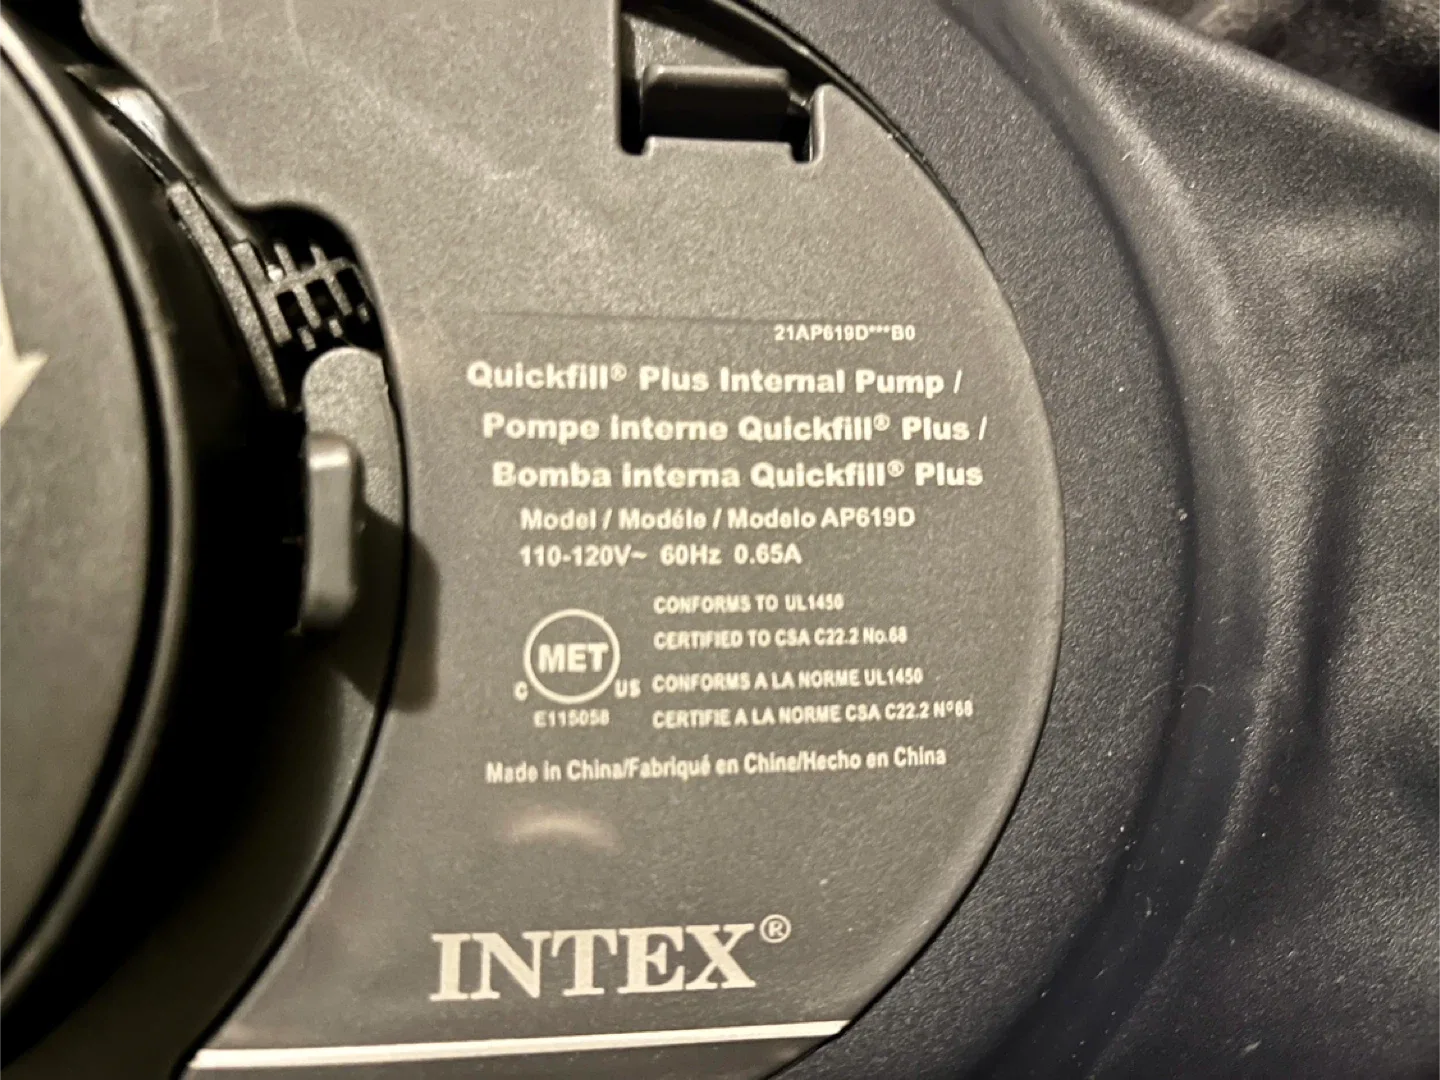 21AP619D***B0
Quickfill® Plus Internal Pump /
Pompe interne Quickfill® Plus /
Bomba interna Quickfill® Plus
Model / Modéle / Modelo AP619D
110-120V~ 60Hz 0.65A
CONFORMS TO UL1450
CERTIFIED TO CSA C22.2 No.68
MET
C US
CONFORMS A LA NORME UL1450
E115058
CERTIFIE A LA NORME CSA C22.2 Nº68
Made in China/Fabriqué en Chine/Hecho en China
INTEX®